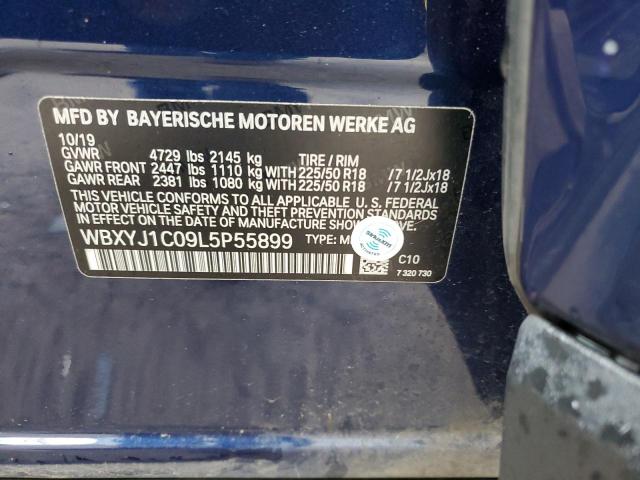 MFD BY BAYERISCHE MOTOREN WERKE AG
10/19
GVWR 4729 lbs 2145 kg TIRE / RIM
GAWR FRONT 2447 lbs 1110 kg WITH 225/50 R18 /7 1/2Jx18
GAWR REAR 2381 lbs 1080 kg WITH 225/50 R18 /7 1/2Jx18
THIS VEHICLE CONFORMS TO ALL APPLICABLE U. S. FEDERAL
MOTOR VEHICLE SAFETY AND THEFT PREVENTION STANDARDS
IN EFFECT ON THE DATE OF MANUFACTURE SHOWN ABOVE.
WBXYJ1C09L5P55899 TYPE:
siriusxm
ACTIVATED
C10
7 320 730